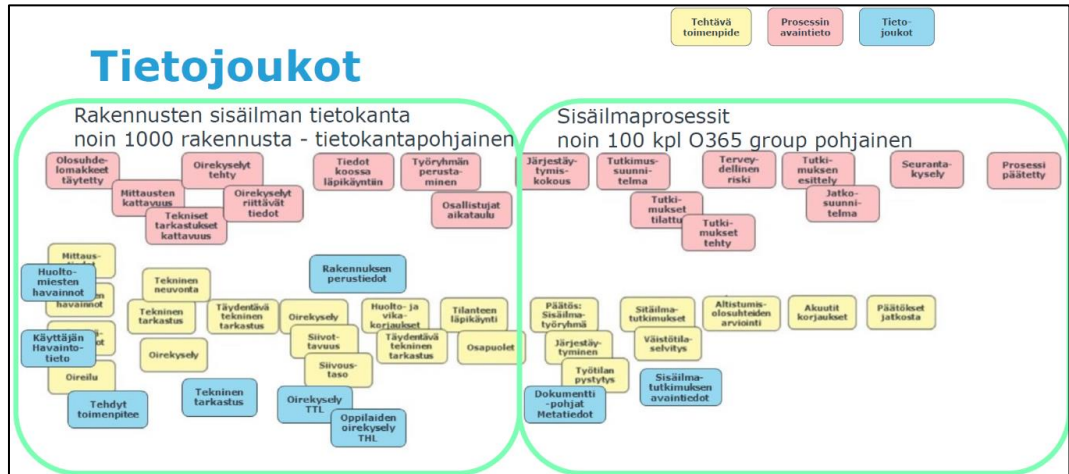 Tehtävä
toimenpide
Prosessin
avaintieto
Tieto-
joukot
Tietojoukot
Rakennusten sisäilman tietokanta
noin 1000 rakennusta - tietokantapohjainen
Sisäilmaprosessit
noin 100 kpl O365 group pohjainen
Olosuhde-
lomakkeet
täytetty
Mittausten
kattavuus
Tekniset
tarkastukset
kattavuus
Oirekyselyt
tehty
Oirekyselyt
riittävät
tiedot
Tiedot
koossa
läpikäyntiin
Työryhmän
perusta-
minen
Osallistujat
aikataulu
Järjestäy-
tymis-
kokous
Tutkimus-
suunni-
telma
Tutki-
mukset
tilattu
Tutki-
mukset
tehty
Tervey-
dellinen
riski
Tutki-
muksen
esittely
Jatko-
suunni-
telma
Seuranta-
kysely
Prosessi
päätetty
Mittaus-
Huolto-
miesten
havainnot
havainnot
Käyttäjän
Havainto-
tieto
Oireilu
Tehdyt
toimenpitee
Tekninen
neuvonta
Tekninen
tarkastus
Oirekysely
Tekninen
tarkastus
Täydentävä
tekninen
tarkastus
Rakennuksen
perustiedot
Oirekysely
Siivot-
tavuus
Siivous-
taso
Oirekysely
TTL
Oppilaiden
oirekysely
THL
Huolto- ja
vika-
korjaukset
Täydentävä
tekninen
tarkastus
Tilanteen
läpikäynti
Osapuolet
Päätös:
Sisäilma-
työryhmä
Järjestäy-
tyminen
Työtilan
pystytys
Dokumentti
-pohjat
Metatiedot
Sitäilma-
tutkimukset
Väistötila-
selvitys
Sisäilma-
tutkimuksen
avaintiedot
Altistumis-
olosuhteiden
arviointi
Akuutit
korjaukset
Päätökset
jatkosta